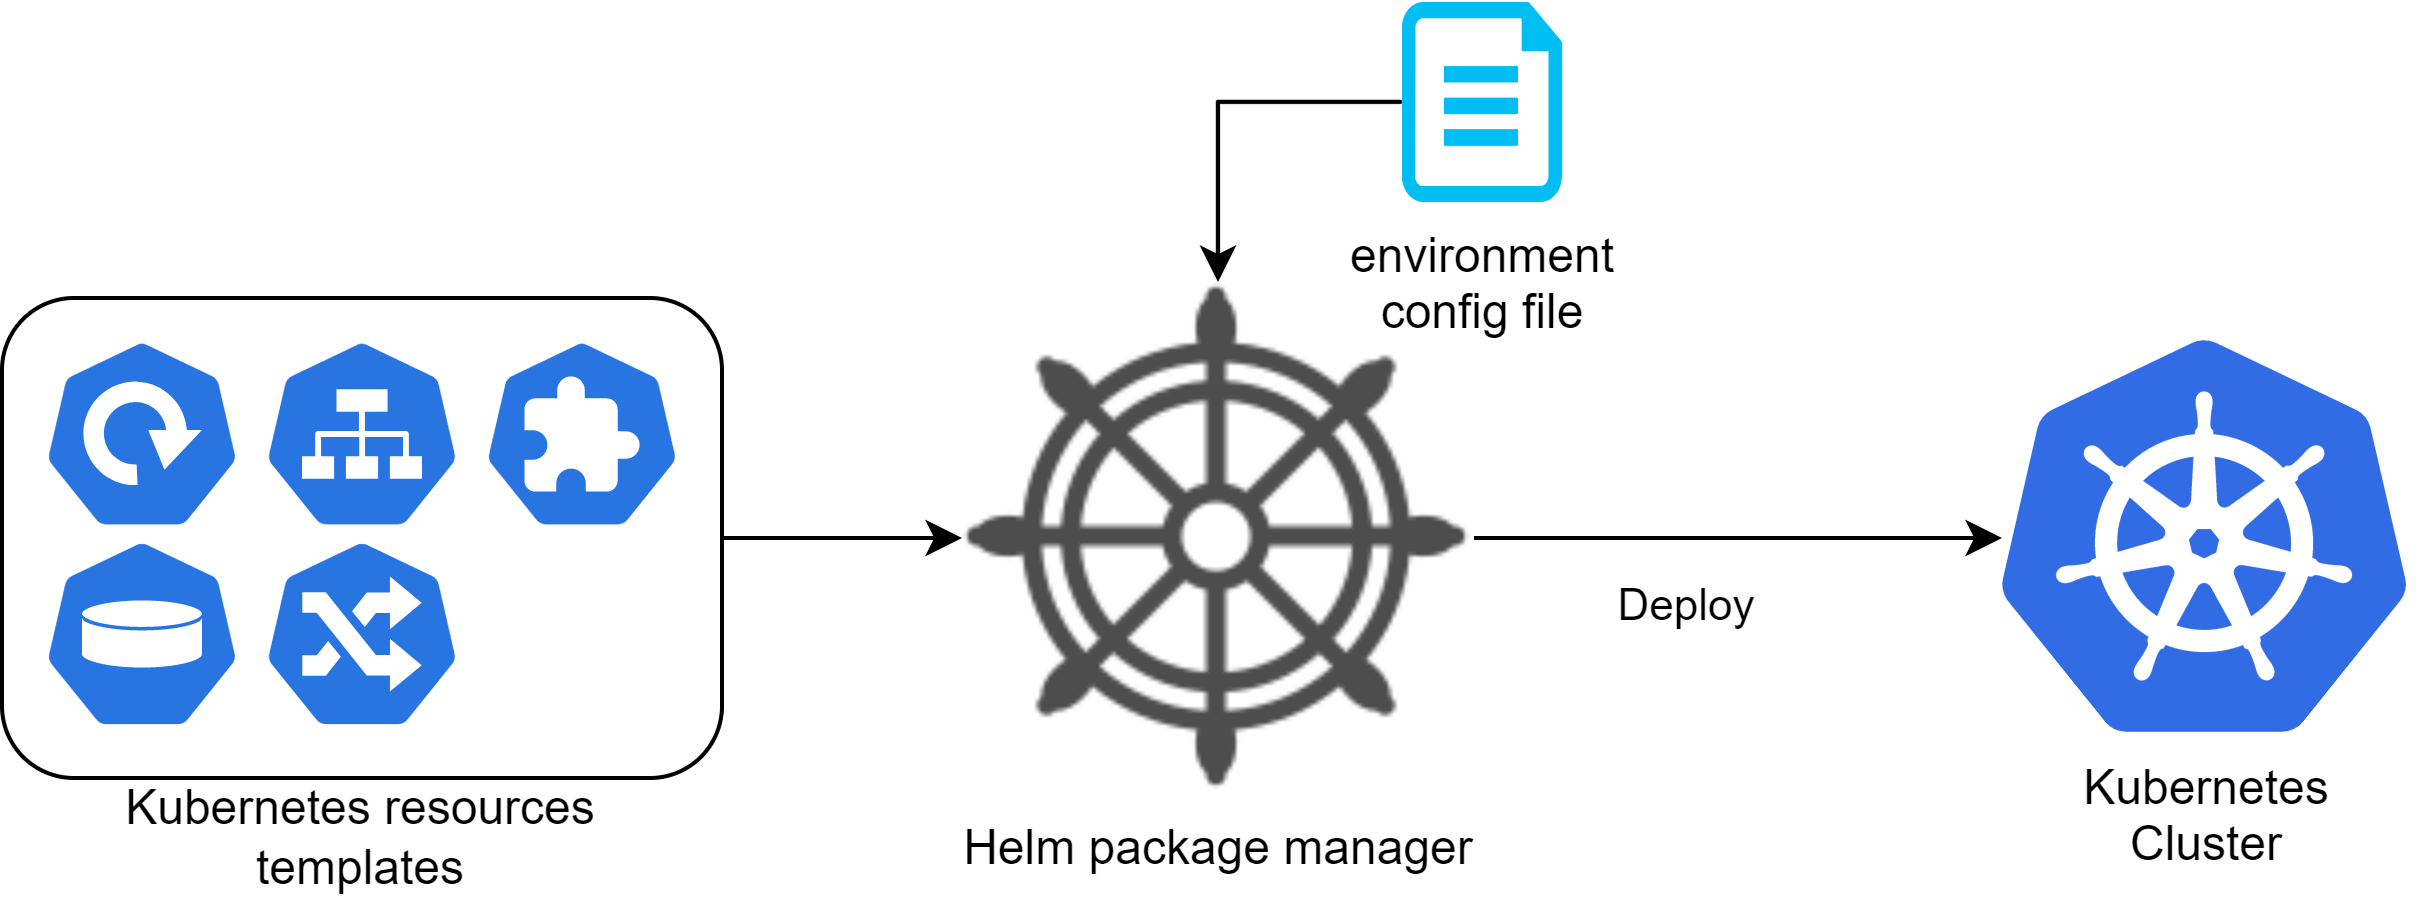 environment
config file
Deploy
Kubernetes resources
templates
Helm package manager
Kubernetes
Cluster